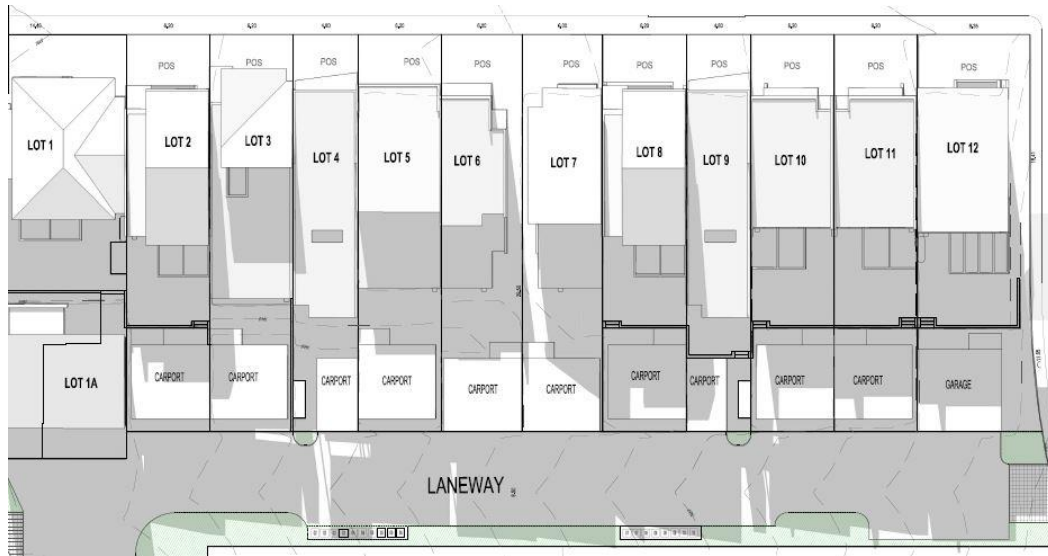 POS POS POS POS POS POS POS POS POS POS
LOT 1 LOT 2 LOT 3 LOT 4 LOT 5 LOT 6 LOT 7 LOT 8 LOT 9 LOT 10 LOT 11 LOT 12
LOT 1A CARPORT CARPORT CARPORT CARPORT CARPORT CARPORT CARPORT CARPORT CARPORT CARPORT GARAGE
LANEWAY